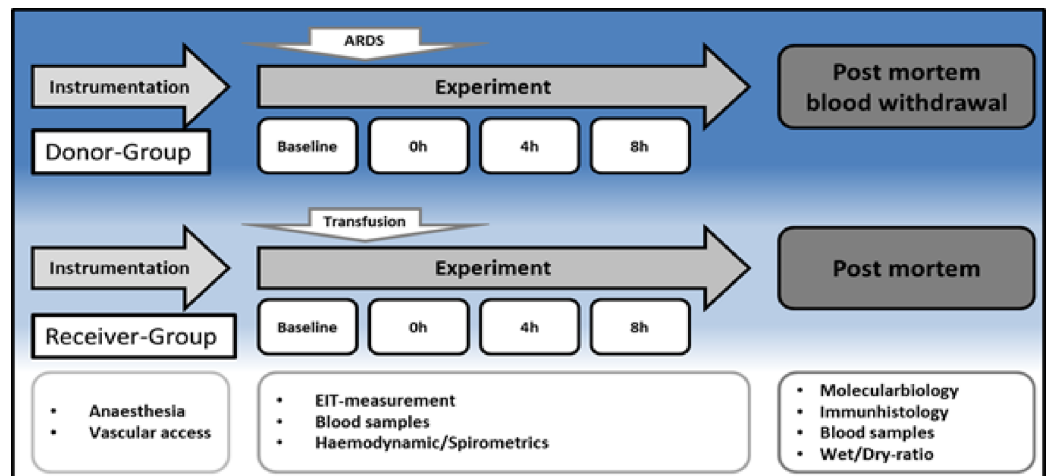 ARDS
Instrumentation
Experiment
Post mortem
blood withdrawal
Donor-Group
Baseline
0h
4h
8h
Transfusion
Instrumentation
Experiment
Post mortem
Receiver-Group
Baseline
0h
4h
8h
• Anaesthesia
• Vascular access
• EIT-measurement
• Blood samples
• Haemodynamic/Spirometrics
• Molecularbiology
• Immunhistology
• Blood samples
• Wet/Dry-ratio